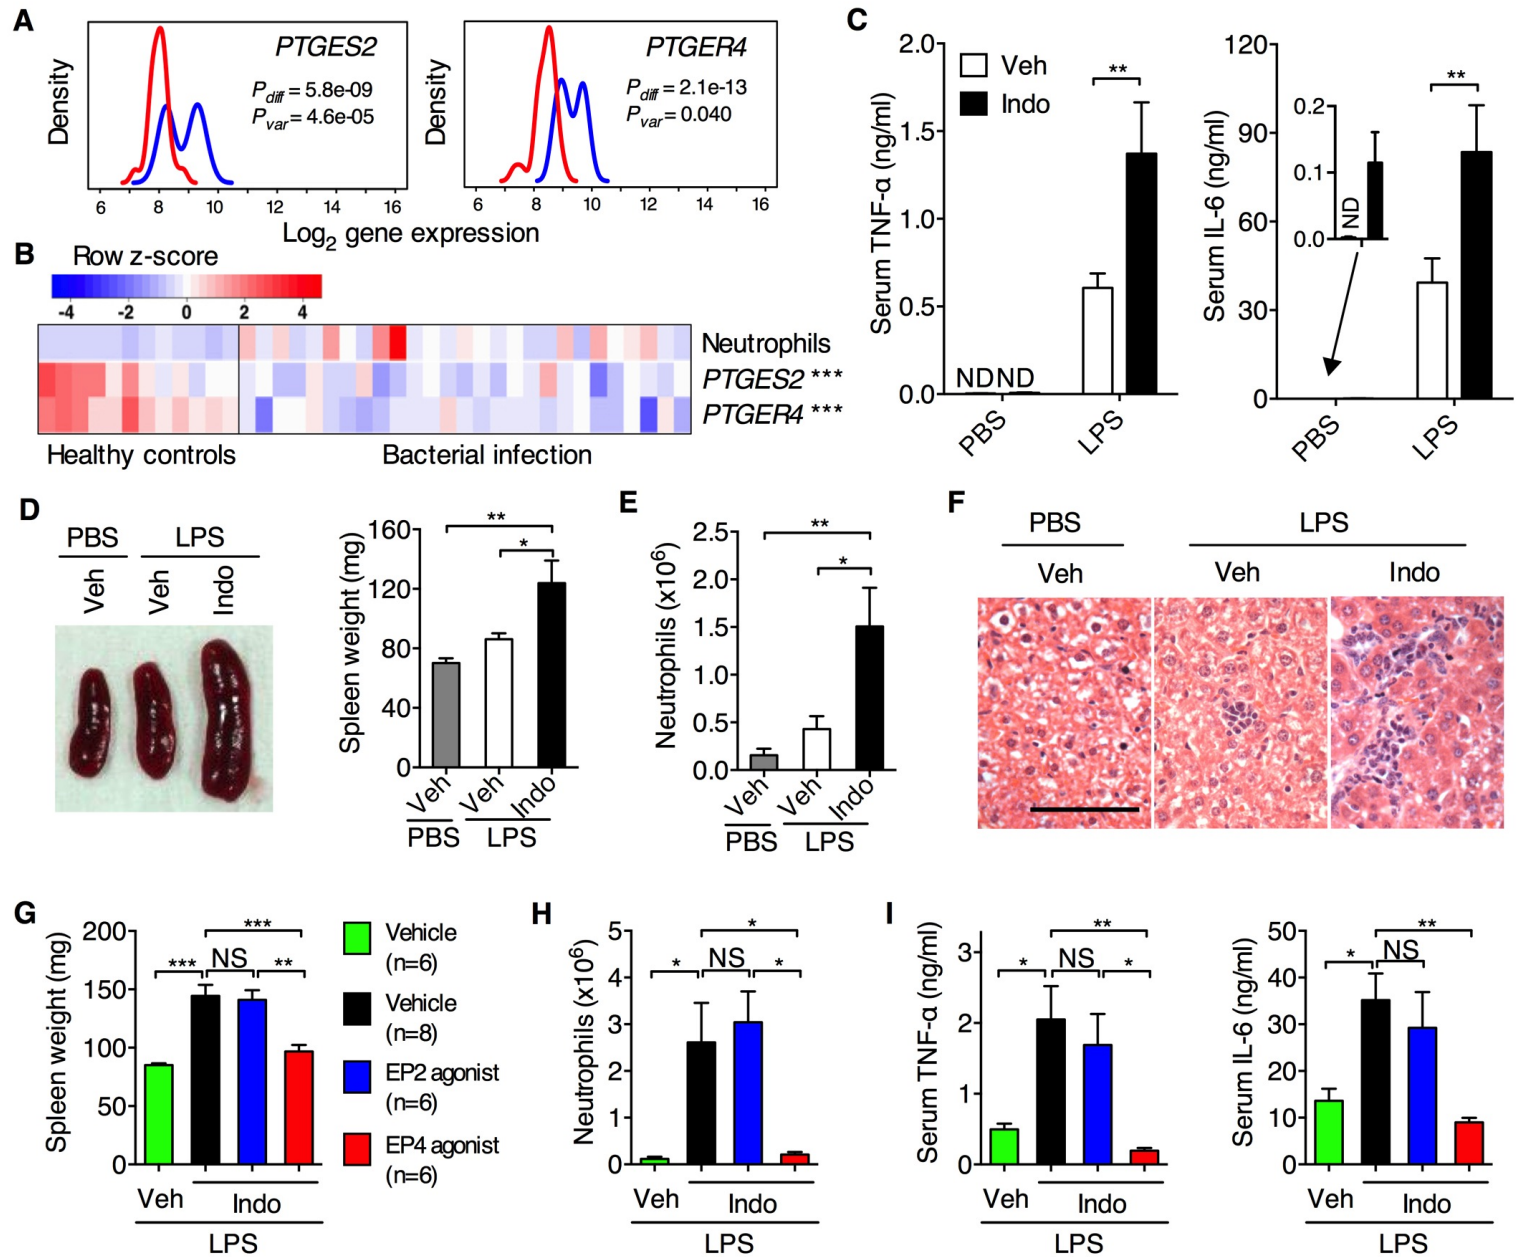 A
Density
PTGES2
Pdiff = 5.8e-09
Pvar = 4.6e-05
6 8 10 12 14 16
Density
PTGER4
Pdiff = 2.1e-13
Pvar = 0.040
6 8 10 12 14 16
Log2 gene expression
B
Row z-score
-4 -2 0 2 4
Neutrophils
PTGES2 ***
PTGER4 ***
Healthy controls
Bacterial infection
C
Serum TNF-α (ng/ml)
2.0
1.5
1.0
0.5
0.0
Veh
Indo
**
NDND
PBS
LPS
Serum IL-6 (ng/ml)
120
90
60
30
0
**
0.2
0.1
0.0
ND
PBS
LPS
D
PBS
LPS
Veh
Veh
Indo
Spleen weight (mg)
160
120
80
40
0
**
*
Veh
Veh
Indo
PBS
LPS
E
Neutrophils (x10⁶)
2.5
2.0
1.5
1.0
0.5
0.0
**
*
Veh
Veh
Indo
PBS
LPS
F
PBS
LPS
Veh
Veh
Indo
G
Spleen weight (mg)
200
150
100
50
0
***
*** NS **
Veh
Indo
LPS
Vehicle
(n=6)
Vehicle
(n=8)
EP2 agonist
(n=6)
EP4 agonist
(n=6)
H
Neutrophils (x10⁶)
5
4
3
2
1
0
*
* NS *
Veh
Indo
LPS
I
Serum TNF-α (ng/ml)
3
2
1
0
**
* NS *
Veh
Indo
LPS
Serum IL-6 (ng/ml)
50
40
30
20
10
0
**
* NS
Veh
Indo
LPS